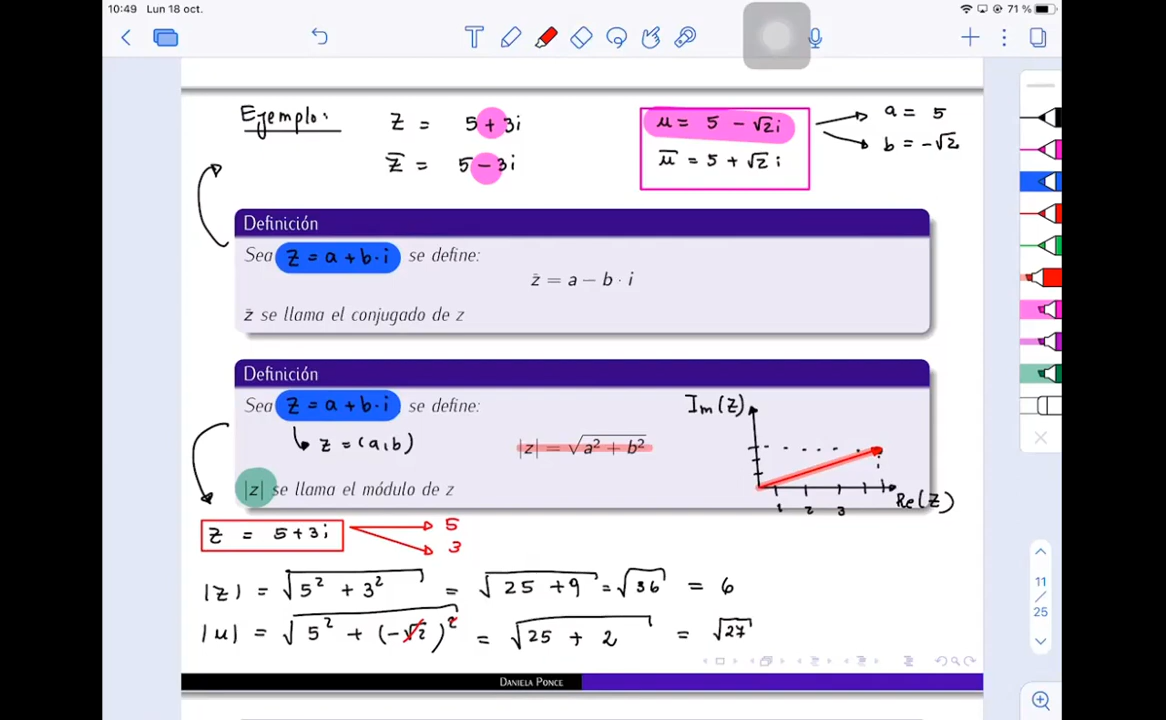 10:49 Lun 18 oct. 71 %
Ejemplo: z = 5 + 3i
z̄ = 5 - 3i
u = 5 - √2 i
ū = 5 + √2 i
a = 5
b = -√2
Definición
Sea z = a + b·i se define:
z̄ = a − b · i
z̄ se llama el conjugado de z
Definición
Sea z = a + b·i se define:
z = (a,b)
|z| = √(a² + b²)
|z| se llama el módulo de z
Im(z)
1 2 3
Re(z)
z = 5+3i
5
3
|z| = √(5² + 3²) = √(25 + 9) = √36 = 6
|u| = √(5² + (-√2)²) = √(25 + 2) = √27
11
/
25
DANIELA PONCE